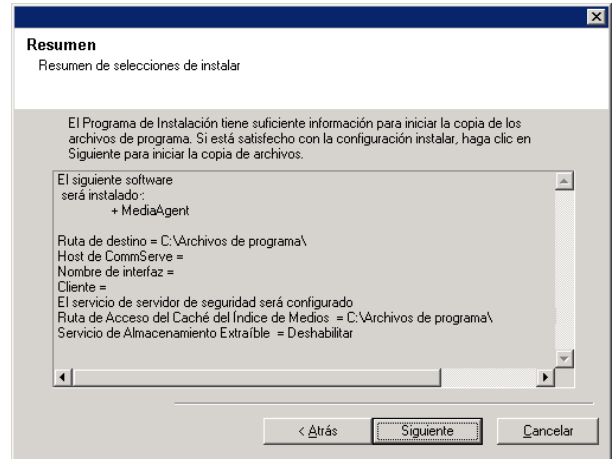 Resumen
Resumen de selecciones de instalar
El Programa de Instalación tiene suficiente información para iniciar la copia de los
archivos de programa. Si está satisfecho con la configuración instalar, haga clic en
Siguiente para iniciar la copia de archivos.
El siguiente software
será instalado :
+ MediaAgent
Ruta de destino = C:\Archivos de programa\
Host de CommServe =
Nombre de interfaz =
Cliente =
El servicio de servidor de seguridad será configurado
Ruta de Acceso del Caché del Índice de Medios = C:\Archivos de programa\
Servicio de Almacenamiento Extraíble = Deshabilitar
< Atrás
Siguiente
Cancelar